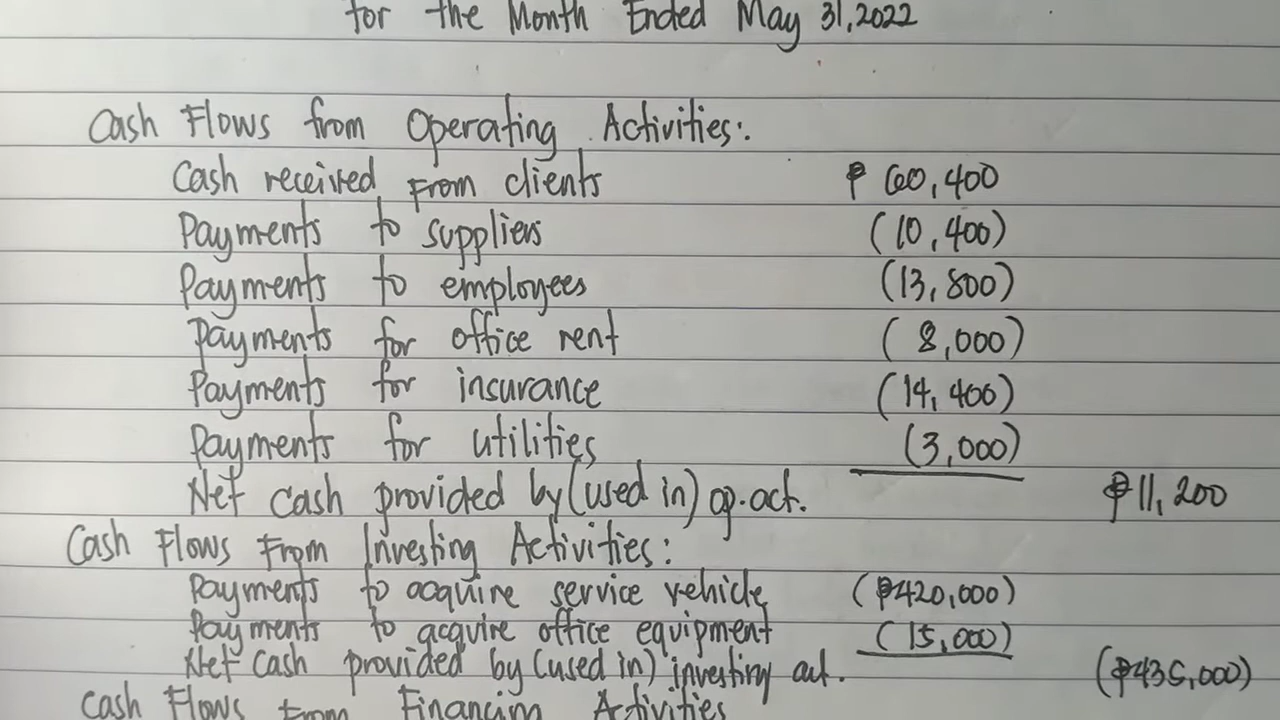 for the Month Ended May 31, 2022
Cash Flows from Operating Activities:
Cash received from clients ₱ 60,400
Payments to suppliers (10,400)
Payments to employees (13,800)
Payments for office rent (8,000)
Payments for insurance (14,400)
Payments for utilities (3,000)
Net Cash provided by (used in) op. act. ₱11,200
Cash Flows From Investing Activities:
Payments to acquire service vehicle (₱420,000)
Payments to acquire office equipment (15,000)
Net Cash provided by (used in) investing act. (₱435,000)
Cash Flows From Financing Activities